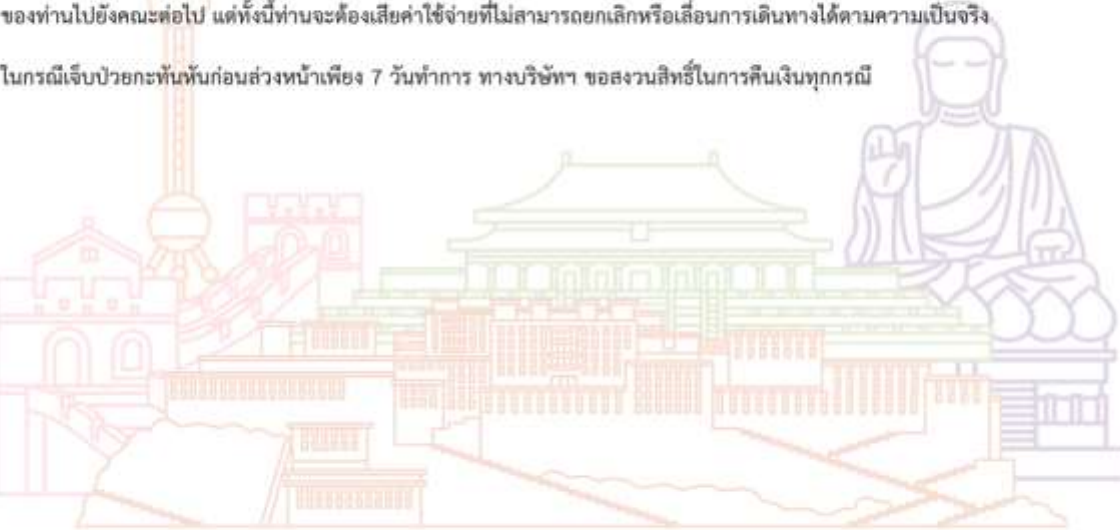 ของท่านไปยังคณะต่อไป แต่ทั้งนี้ท่านจะต้องเสียค่าใช้จ่ายที่ไม่สามารถยกเลิกหรือเลื่อนการเดินทางได้ตามความเป็นจริง
ในกรณีเจ็บป่วยกะทันหันก่อนล่วงหน้าเพียง 7 วันทำการ ทางบริษัทฯ ขอสงวนสิทธิ์ในการคืนเงินทุกกรณี